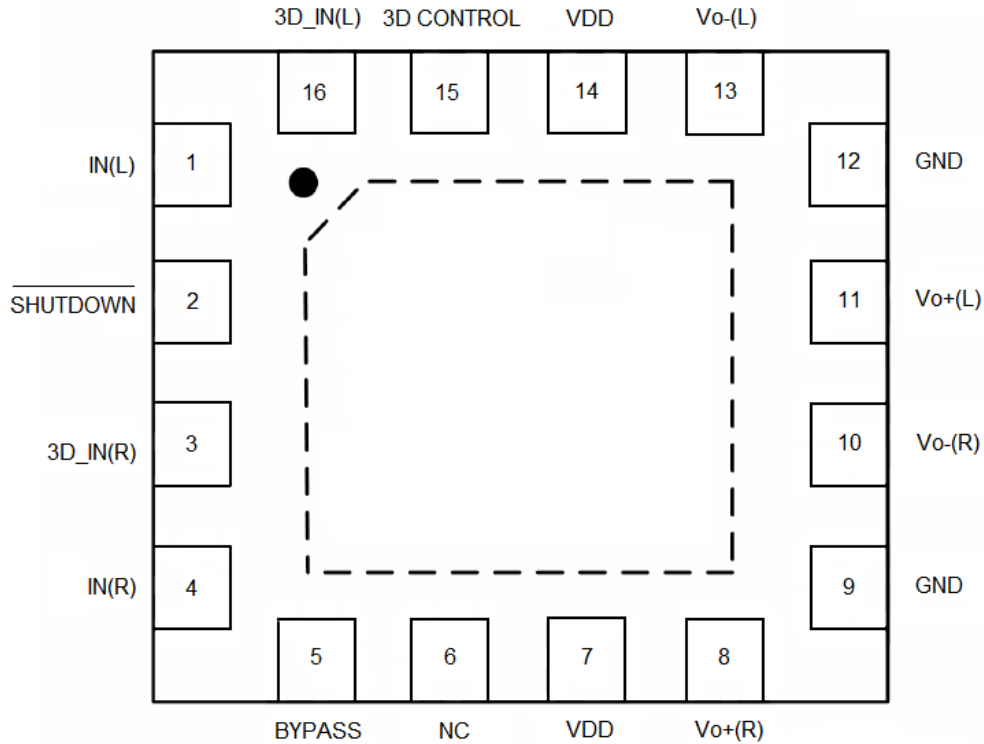 3D_IN(L) 3D CONTROL VDD Vo-(L)
16 15 14 13
IN(L) 1 12 GND
SHUTDOWN 2 11 Vo+(L)
3D_IN(R) 3 10 Vo-(R)
IN(R) 4 9 GND
5 6 7 8
BYPASS NC VDD Vo+(R)